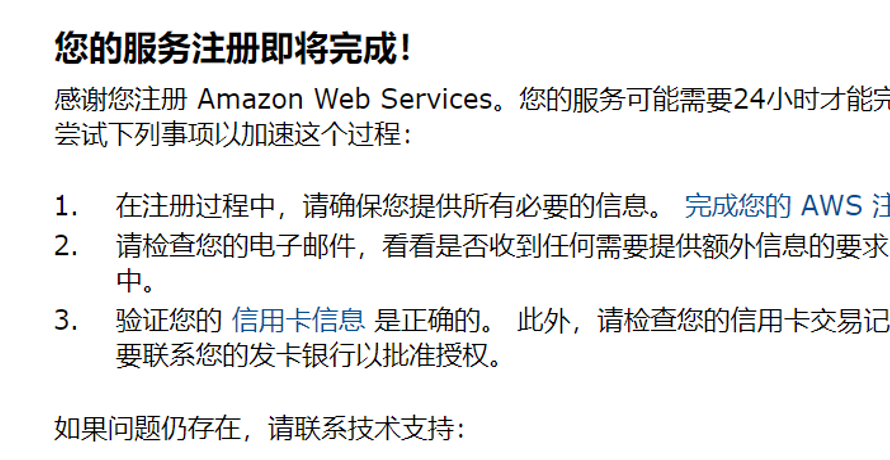 您的服务注册即将完成！
感谢您注册 Amazon Web Services。您的服务可能需要24小时才能完
尝试下列事项以加速这个过程：
1. 在注册过程中，请确保您提供所有必要的信息。 完成您的 AWS 注
2. 请检查您的电子邮件，看看是否收到任何需要提供额外信息的要求
中。
3. 验证您的 信用卡信息 是正确的。 此外，请检查您的信用卡交易记
要联系您的发卡银行以批准授权。
如果问题仍存在，请联系技术支持：